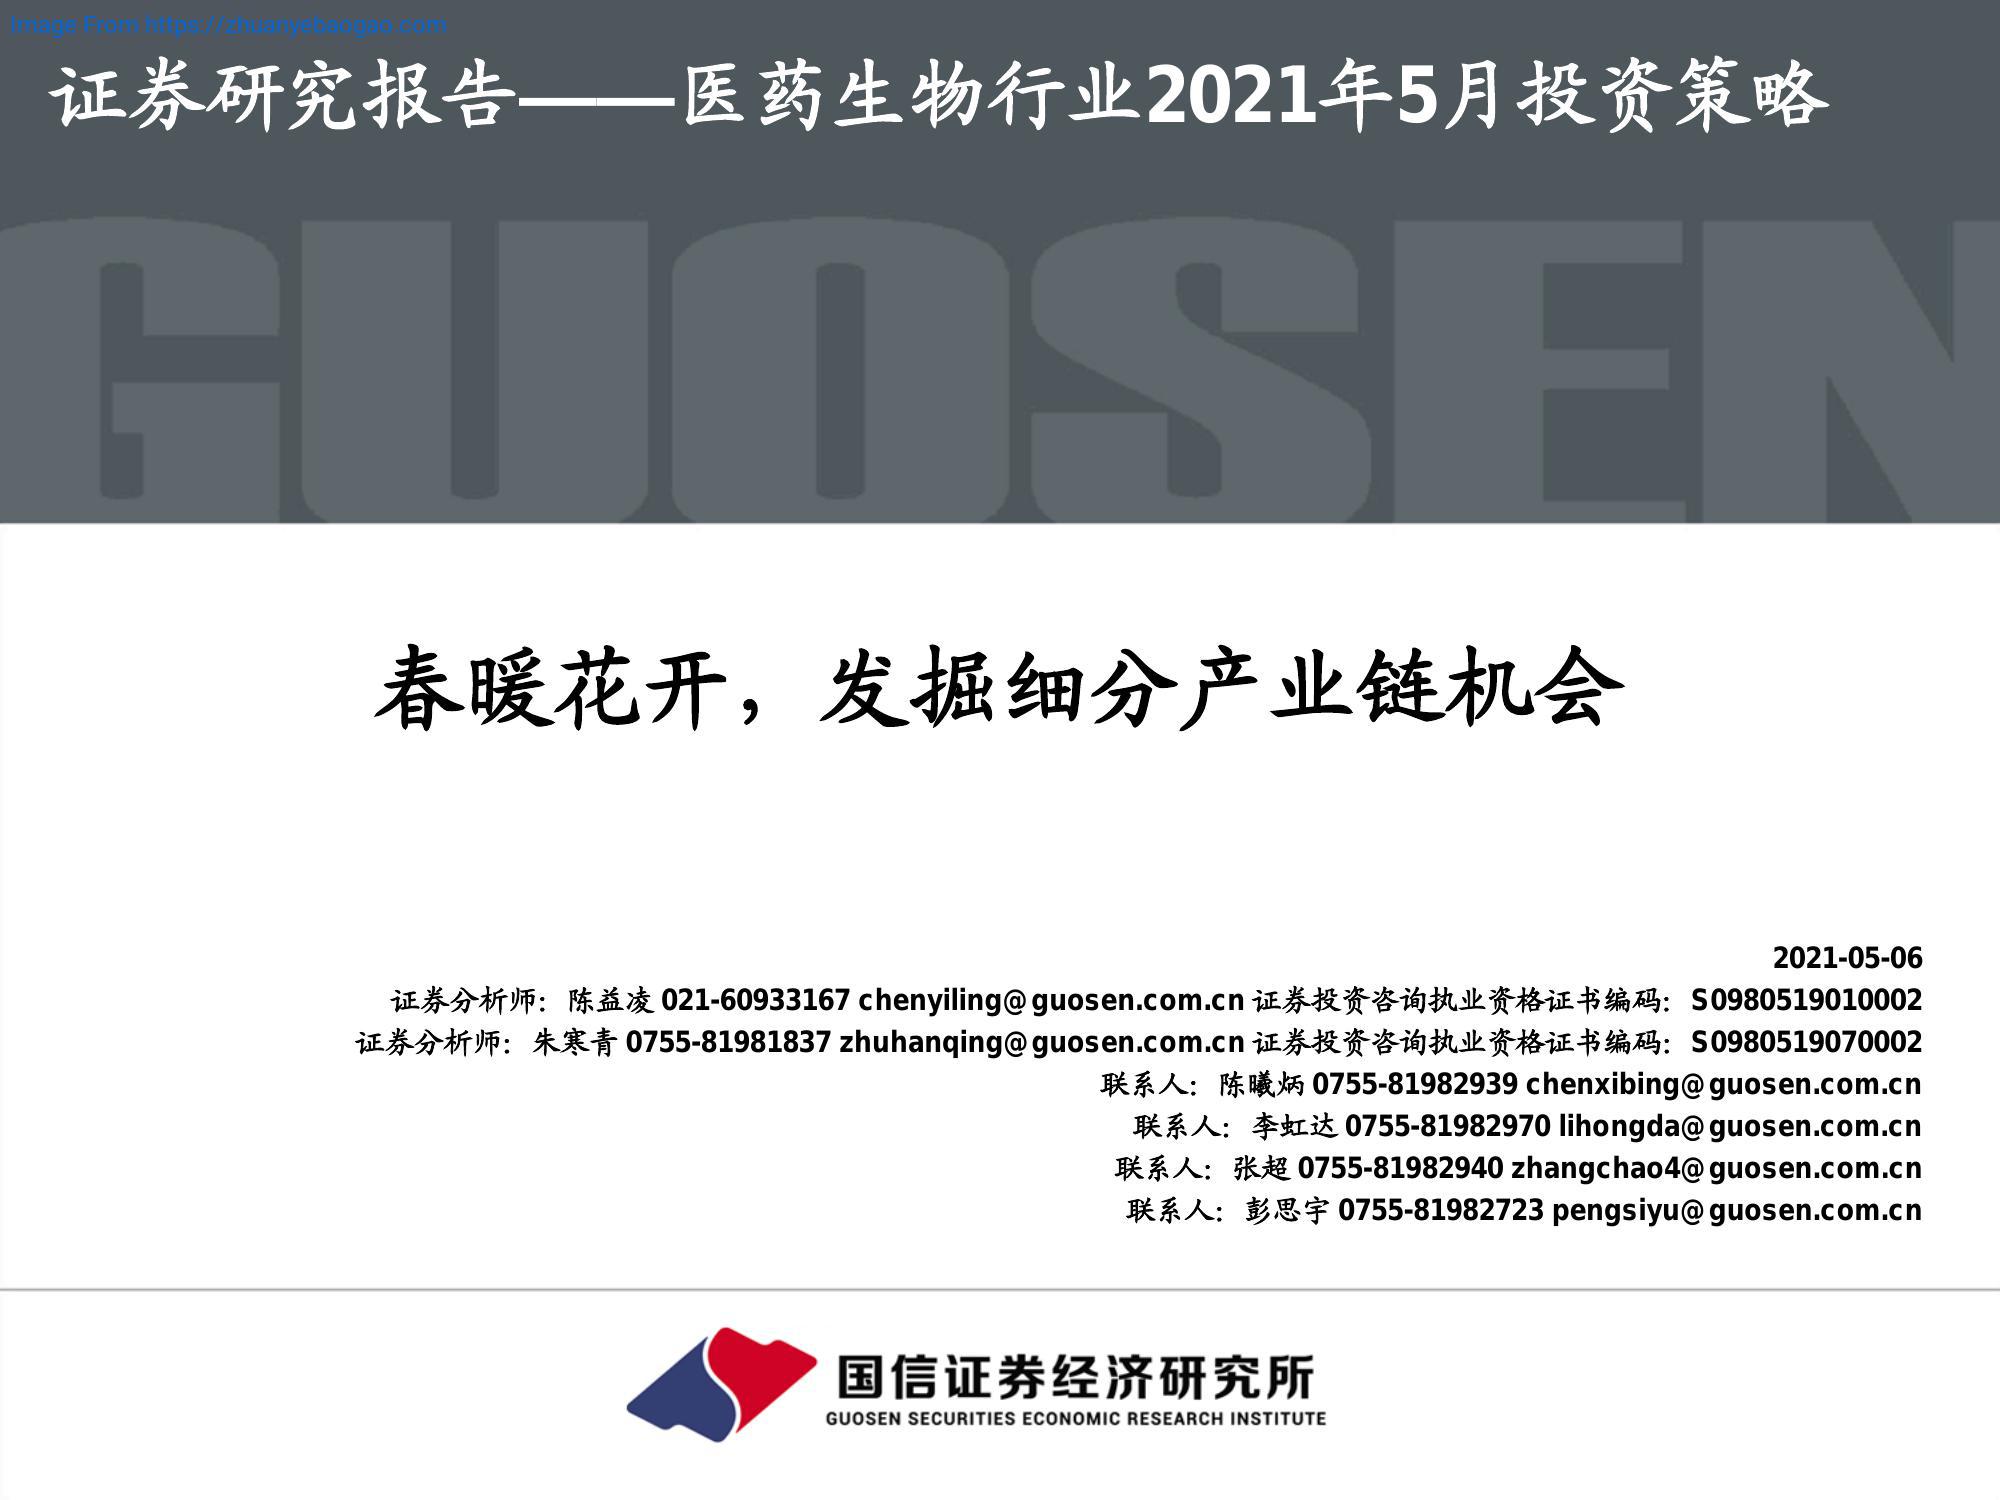 Image From https://zhuanyebaogao.com
证券研究报告——医药生物行业2021年5月投资策略
GUOSEN
春暖花开，发掘细分产业链机会
2021-05-06
证券分析师：陈益凌 021-60933167 chenyiling@guosen.com.cn 证券投资咨询执业资格证书编码：S0980519010002
证券分析师：朱寒青 0755-81981837 zhuhanqing@guosen.com.cn 证券投资咨询执业资格证书编码：S0980519070002
联系人：陈曦炳 0755-81982939 chenxibing@guosen.com.cn
联系人：李虹达 0755-81982970 lihongda@guosen.com.cn
联系人：张超 0755-81982940 zhangchao4@guosen.com.cn
联系人：彭思宇 0755-81982723 pengsiyu@guosen.com.cn
国信证券经济研究所
GUOSEN SECURITIES ECONOMIC RESEARCH INSTITUTE